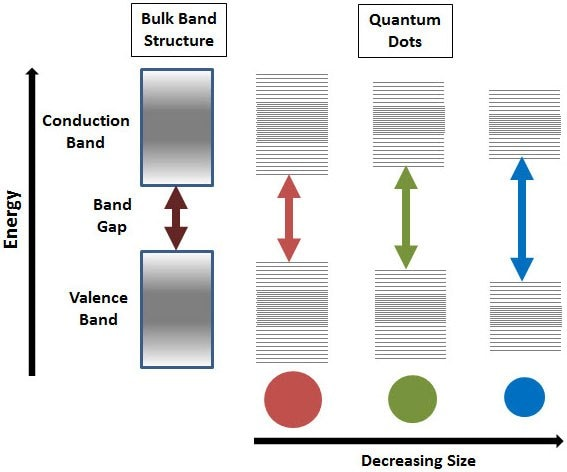 Bulk Band
Structure
Quantum
Dots
Conduction
Band
Band
Gap
Energy
Valence
Band
Decreasing Size